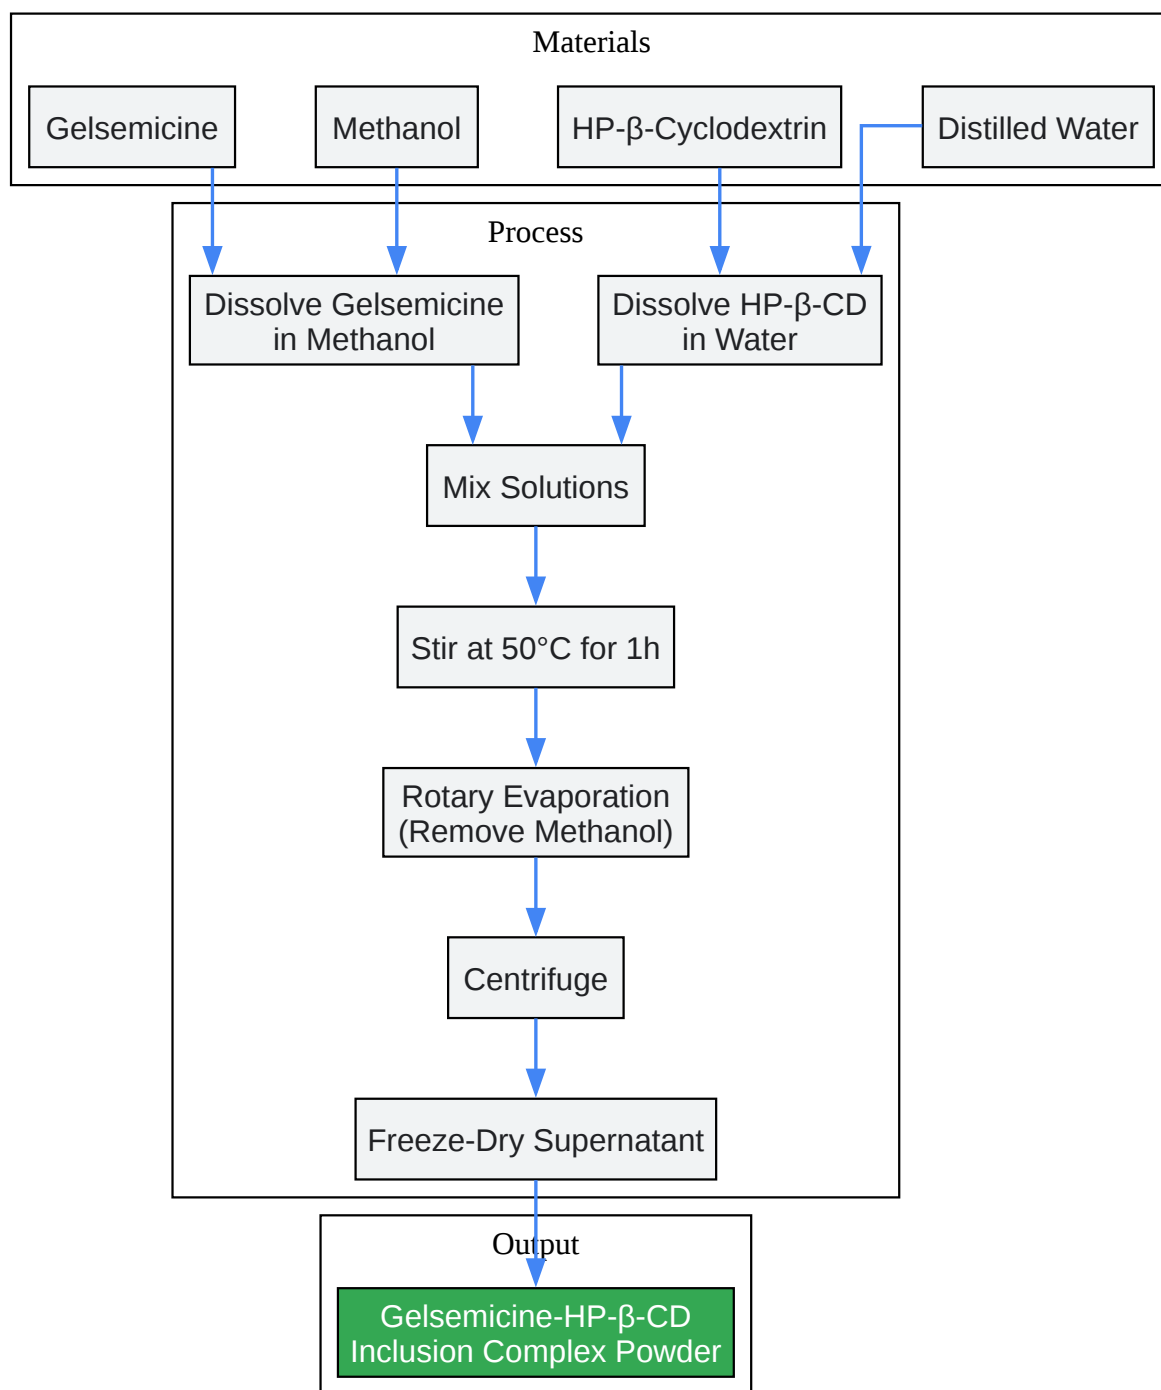 Materials
Gelsemicine
Methanol
HP-β-Cyclodextrin
Distilled Water
Process
Dissolve Gelsemicine
in Methanol
Dissolve HP-β-CD
in Water
Mix Solutions
Stir at 50°C for 1h
Rotary Evaporation
(Remove Methanol)
Centrifuge
Freeze-Dry Supernatant
Output
Gelsemicine-HP-β-CD
Inclusion Complex Powder